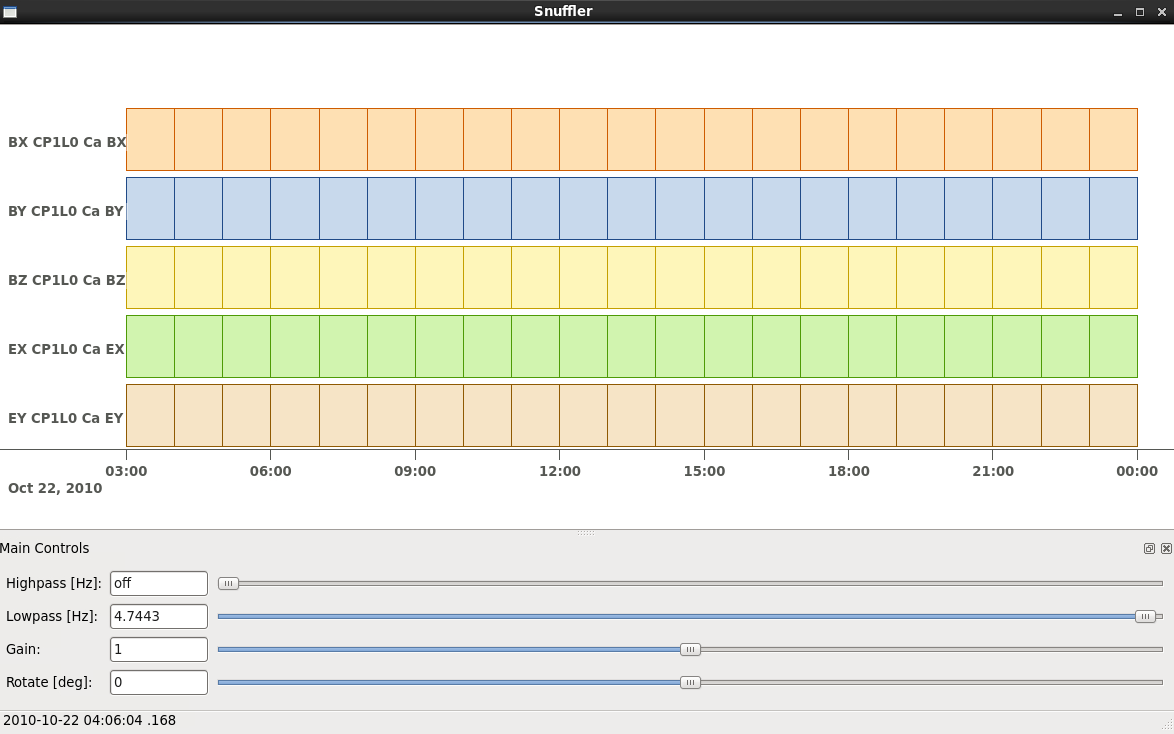 Snuffler
BX CP1L0 Ca BX
BY CP1L0 Ca BY
BZ CP1L0 Ca BZ
EX CP1L0 Ca EX
EY CP1L0 Ca EY
03:00 06:00 09:00 12:00 15:00 18:00 21:00 00:00
Oct 22, 2010
Main Controls
Highpass [Hz]: off
Lowpass [Hz]: 4.7443
Gain: 1
Rotate [deg]: 0
2010-10-22 04:06:04 .168